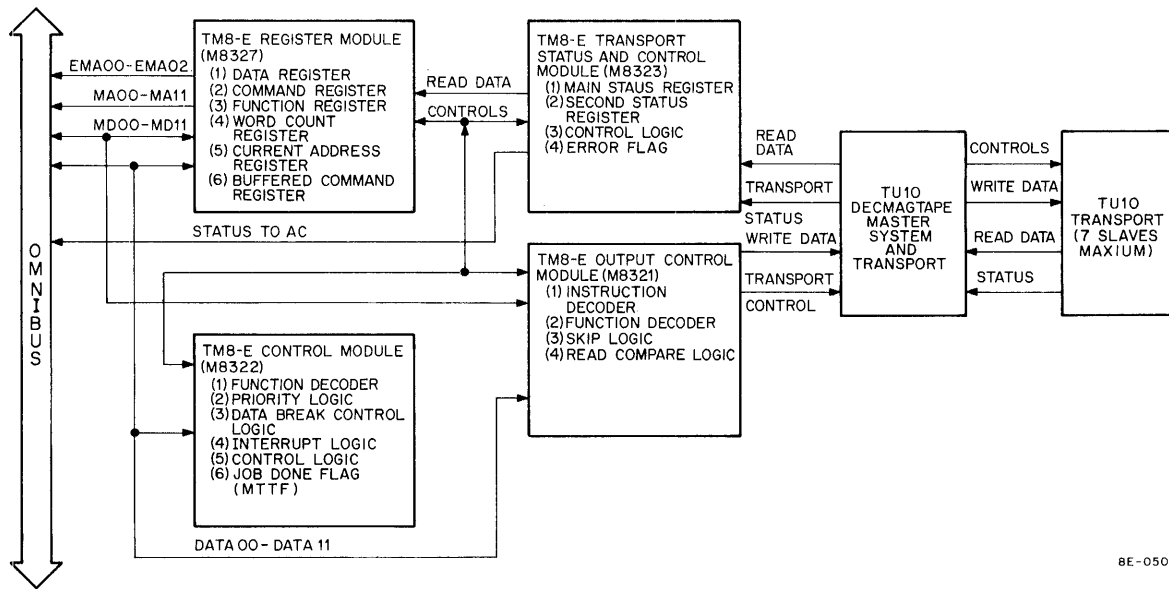 OMNIBUS
EMA00-EMA02
MA00-MA11
MD00-MD11
STATUS TO AC
TM8-E REGISTER MODULE
(M8327)
(1) DATA REGISTER
(2) COMMAND REGISTER
(3) FUNCTION REGISTER
(4) WORD COUNT
REGISTER
(5) CURRENT ADDRESS
REGISTER
(6) BUFFERED COMMAND
REGISTER
READ DATA
CONTROLS
TM8-E TRANSPORT
STATUS AND CONTROL
MODULE (M8323)
(1) MAIN STAUS REGISTER
(2) SECOND STATUS
REGISTER
(3) CONTROL LOGIC
(4) ERROR FLAG
READ
DATA
TRANSPORT
STATUS
WRITE DATA
TRANSPORT
CONTROL
TU10
DECMAGTAPE
MASTER
SYSTEM
AND
TRANSPORT
CONTROLS
WRITE DATA
READ DATA
STATUS
TU10
TRANSPORT
(7 SLAVES
MAXIUM)
TM8-E OUTPUT CONTROL
MODULE (M8321)
(1) INSTRUCTION
DECODER
(2) FUNCTION DECODER
(3) SKIP LOGIC
(4) READ COMPARE LOGIC
TM8-E CONTROL MODULE
(M8322)
(1) FUNCTION DECODER
(2) PRIORITY LOGIC
(3) DATA BREAK CONTROL
LOGIC
(4) INTERRUPT LOGIC
(5) CONTROL LOGIC
(6) JOB DONE FLAG
(MTTF)
DATA 00 - DATA 11
8E-050